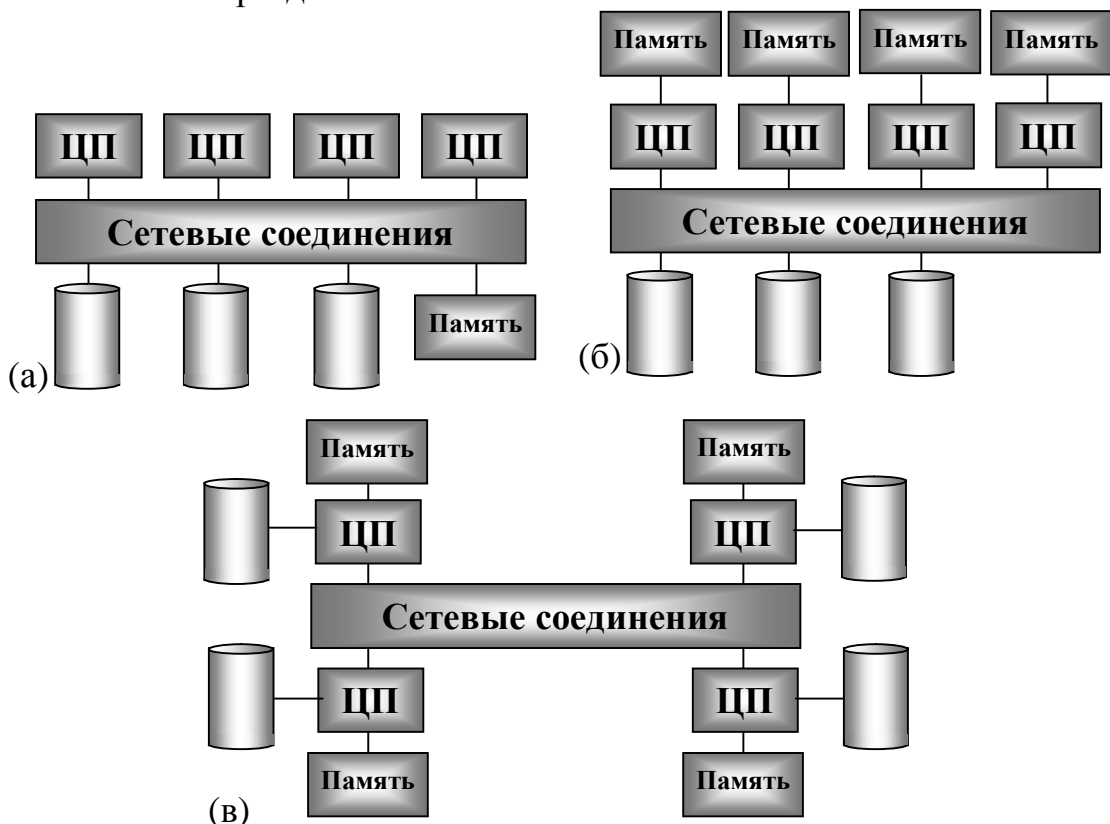 Память Память Память Память
ЦП ЦП ЦП ЦП
Сетевые соединения
(б)
ЦП ЦП ЦП ЦП
Сетевые соединения
Память
(а)
Память Память
ЦП ЦП
Сетевые соединения
ЦП ЦП
Память Память
(в)